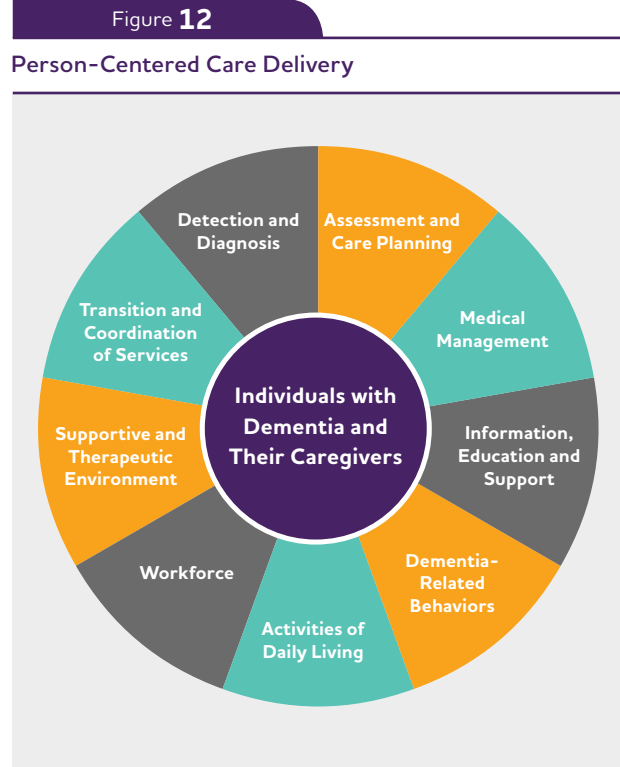 Figure 12
Person-Centered Care Delivery
Detection and
Diagnosis
Assessment and
Care Planning
Medical
Management
Information,
Education and
Support
Dementia-
Related
Behaviors
Activities of
Daily Living
Workforce
Supportive and
Therapeutic
Environment
Transition and
Coordination
of Services
Individuals with
Dementia and
Their Caregivers